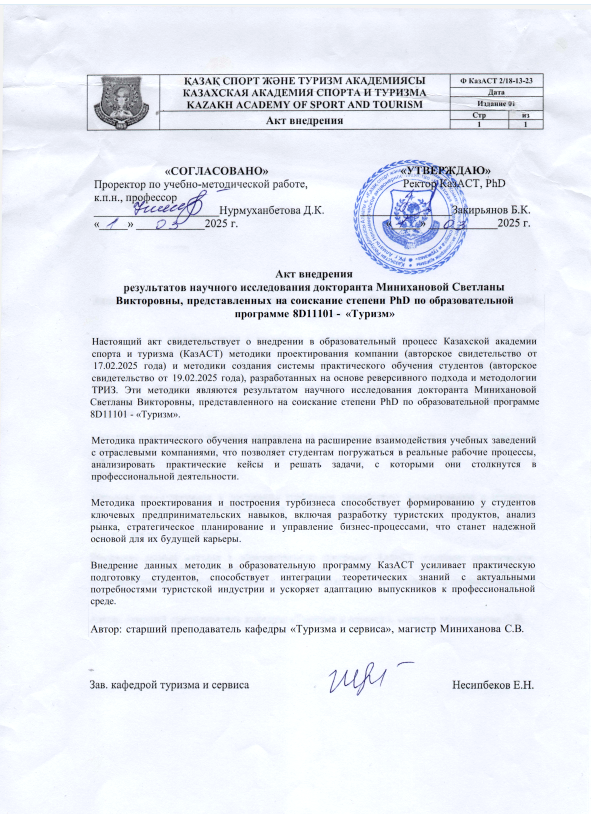 ҚАЗАҚ СПОРТ ЖӘНЕ ТУРИЗМ АКАДЕМИЯСЫ
КАЗАХСКАЯ АКАДЕМИЯ СПОРТА И ТУРИЗМА
KAZAKH ACADEMY OF SPORT AND TOURISM
Акт внедрения
Ф КазАСТ 2/18-13-23
Дата
Издание 01
Стр из
1 1
«СОГЛАСОВАНО»
Проректор по учебно-методической работе,
к.п.н., профессор
Нурмуханбетова Д.К.
« 1 » 03 2025 г.
«УТВЕРЖДАЮ»
Ректор КазАСТ, PhD
Закирьянов Б.К.
» 03 2025 г.
Акт внедрения
результатов научного исследования докторанта Минихановой Светланы
Викторовны, представленных на соискание степени PhD по образовательной
программе 8D11101 - «Туризм»
Настоящий акт свидетельствует о внедрении в образовательный процесс Казахской академии
спорта и туризма (КазАСТ) методики проектирования компании (авторское свидетельство от
17.02.2025 года) и методики создания системы практического обучения студентов (авторское
свидетельство от 19.02.2025 года), разработанных на основе реверсивного подхода и методологии
ТРИЗ. Эти методики являются результатом научного исследования докторанта Минихановой
Светланы Викторовны, представленного на соискание степени PhD по образовательной программе
8D11101 - «Туризм».
Методика практического обучения направлена на расширение взаимодействия учебных заведений
с отраслевыми компаниями, что позволяет студентам погружаться в реальные рабочие процессы,
анализировать практические кейсы и решать задачи, с которыми они столкнутся в
профессиональной деятельности.
Методика проектирования и построения турбизнеса способствует формированию у студентов
ключевых предпринимательских навыков, включая разработку туристских продуктов, анализ
рынка, стратегическое планирование и управление бизнес-процессами, что станет надежной
основой для их будущей карьеры.
Внедрение данных методик в образовательную программу КазАСТ усиливает практическую
подготовку студентов, способствует интеграции теоретических знаний с актуальными
потребностями туристской индустрии и ускоряет адаптацию выпускников к профессиональной
среде.
Автор: старший преподаватель кафедры «Туризма и сервиса», магистр Миниханова С.В.
Зав. кафедрой туризма и сервиса
Несипбеков Е.Н.